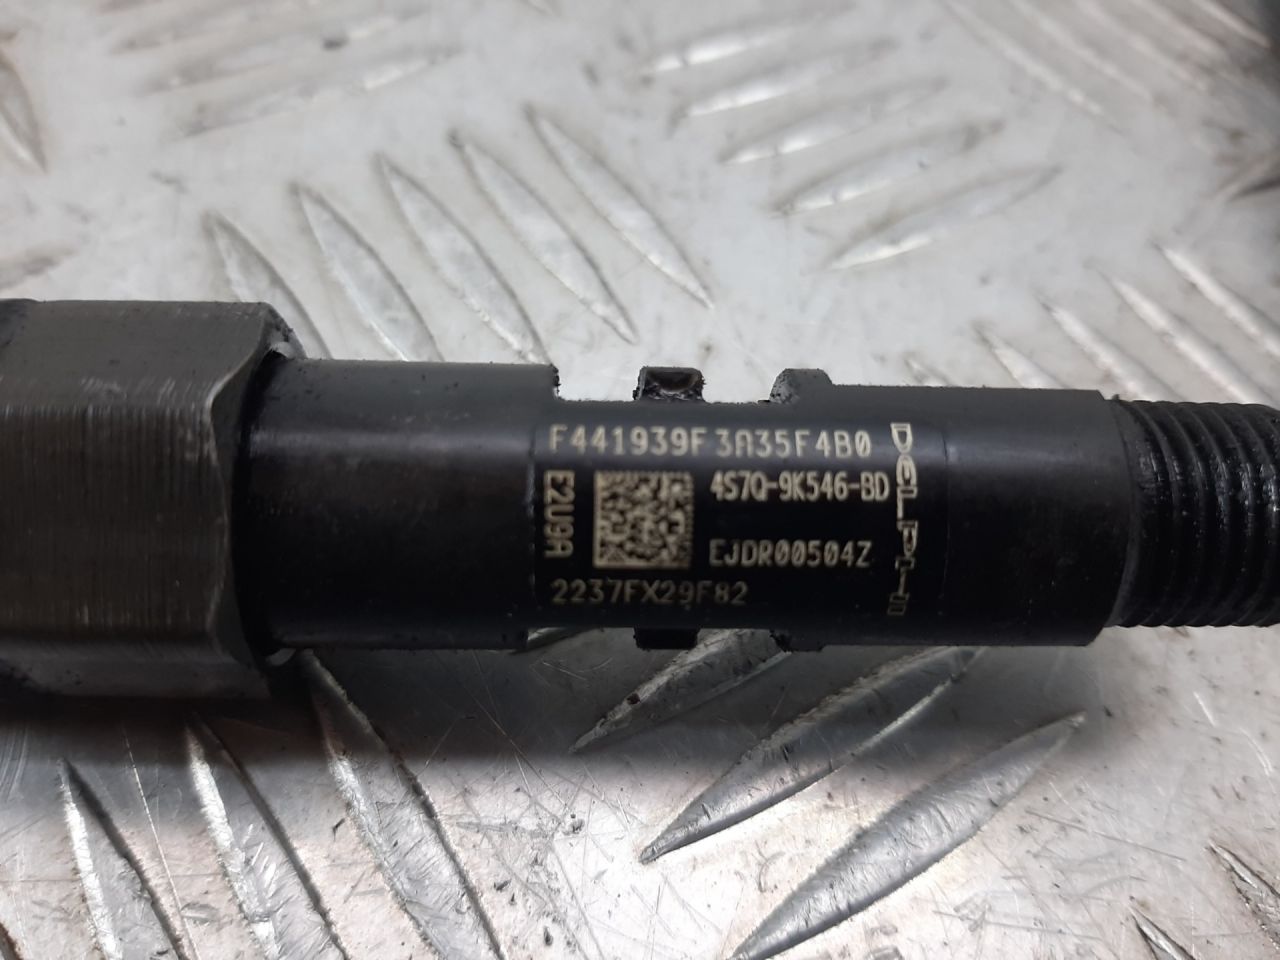 F441939F3A35F4B0
E2U9A
4S7Q-9K546-BD
EJDR00504Z
2237FX29F82
DELPHI